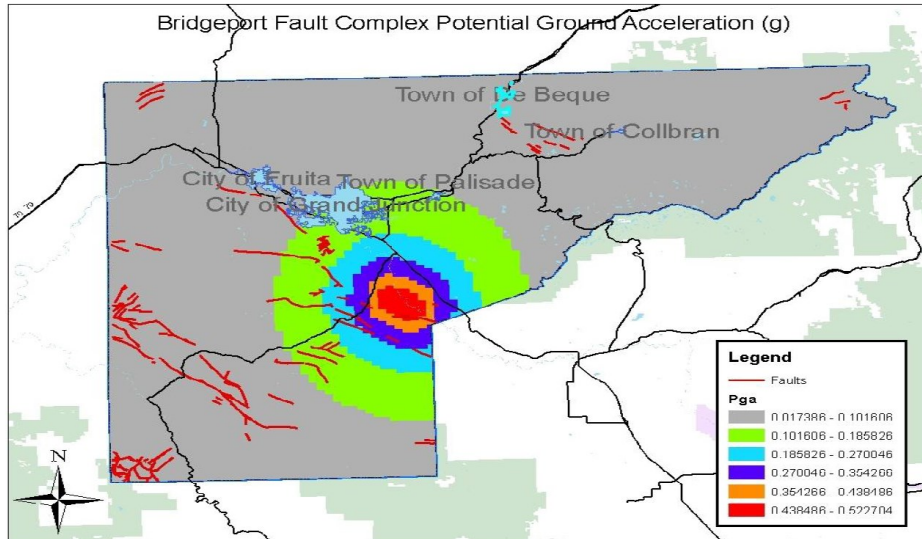 Bridgeport Fault Complex Potential Ground Acceleration (g)
Town of De Beque
Town of Collbran
City of Fruita
Town of Palisade
City of Grand Junction
Legend
Faults
Pga
0.017386 - 0.101606
0.101606 - 0.185826
0.185826 - 0.270046
0.270046 - 0.354266
0.354266 0.438486
0.438486 - 0.522704
N